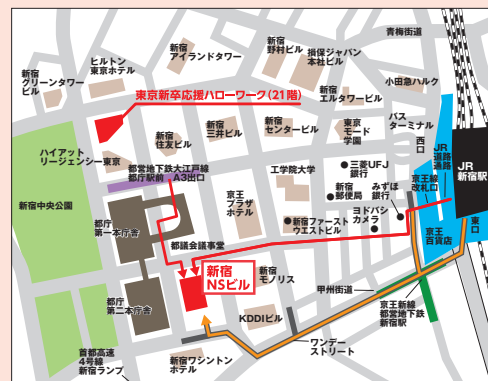 青梅街道
新宿
アイランドタワー
新宿
野村ビル
損保ジャパン
本社ビル
ヒルトン
東京ホテル
新宿
グリーンタワー
ビル
小田急ハルク
新宿
エルタワービル
東京新卒応援ハローワーク(21階)
バス
ターミナル
新宿
住友ビル
新宿
三井ビル
新宿
センタービル
東京
モード
学園
西口
JR
道路
通路
ハイアット
リージェンシー東京
都営地下鉄大江戸線
都庁駅前 A3出口
工学院大学
三菱UFJ
銀行
JR
新宿駅
京王線
改札口
新宿
郵便局
みずほ
銀行
新宿中央公園
京王
プラザ
ホテル
都庁
第一本庁舎
新宿ファースト
ウエストビル
ヨドバシ
カメラ
東口
京王
百貨店
都議会議事堂
新宿
NSビル
新宿
モノリス
甲州街道
京王新線
都営地下鉄
新宿駅
都庁
第二本庁舎
KDDIビル
ワンデー
ストリート
首都高速
4号線
新宿ランプ
新宿ワシントン
ホテル